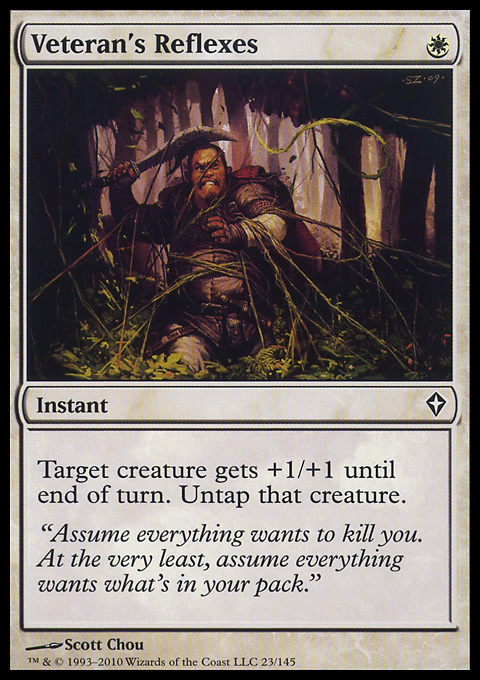 Veteran's Reflexes
·SZ·09·
Instant
Target creature gets +1/+1 until
end of turn. Untap that creature.
“Assume everything wants to kill you.
At the very least, assume everything
wants what's in your pack.”
Scott Chou
™ & © 1993–2010 Wizards of the Coast LLC 23/145